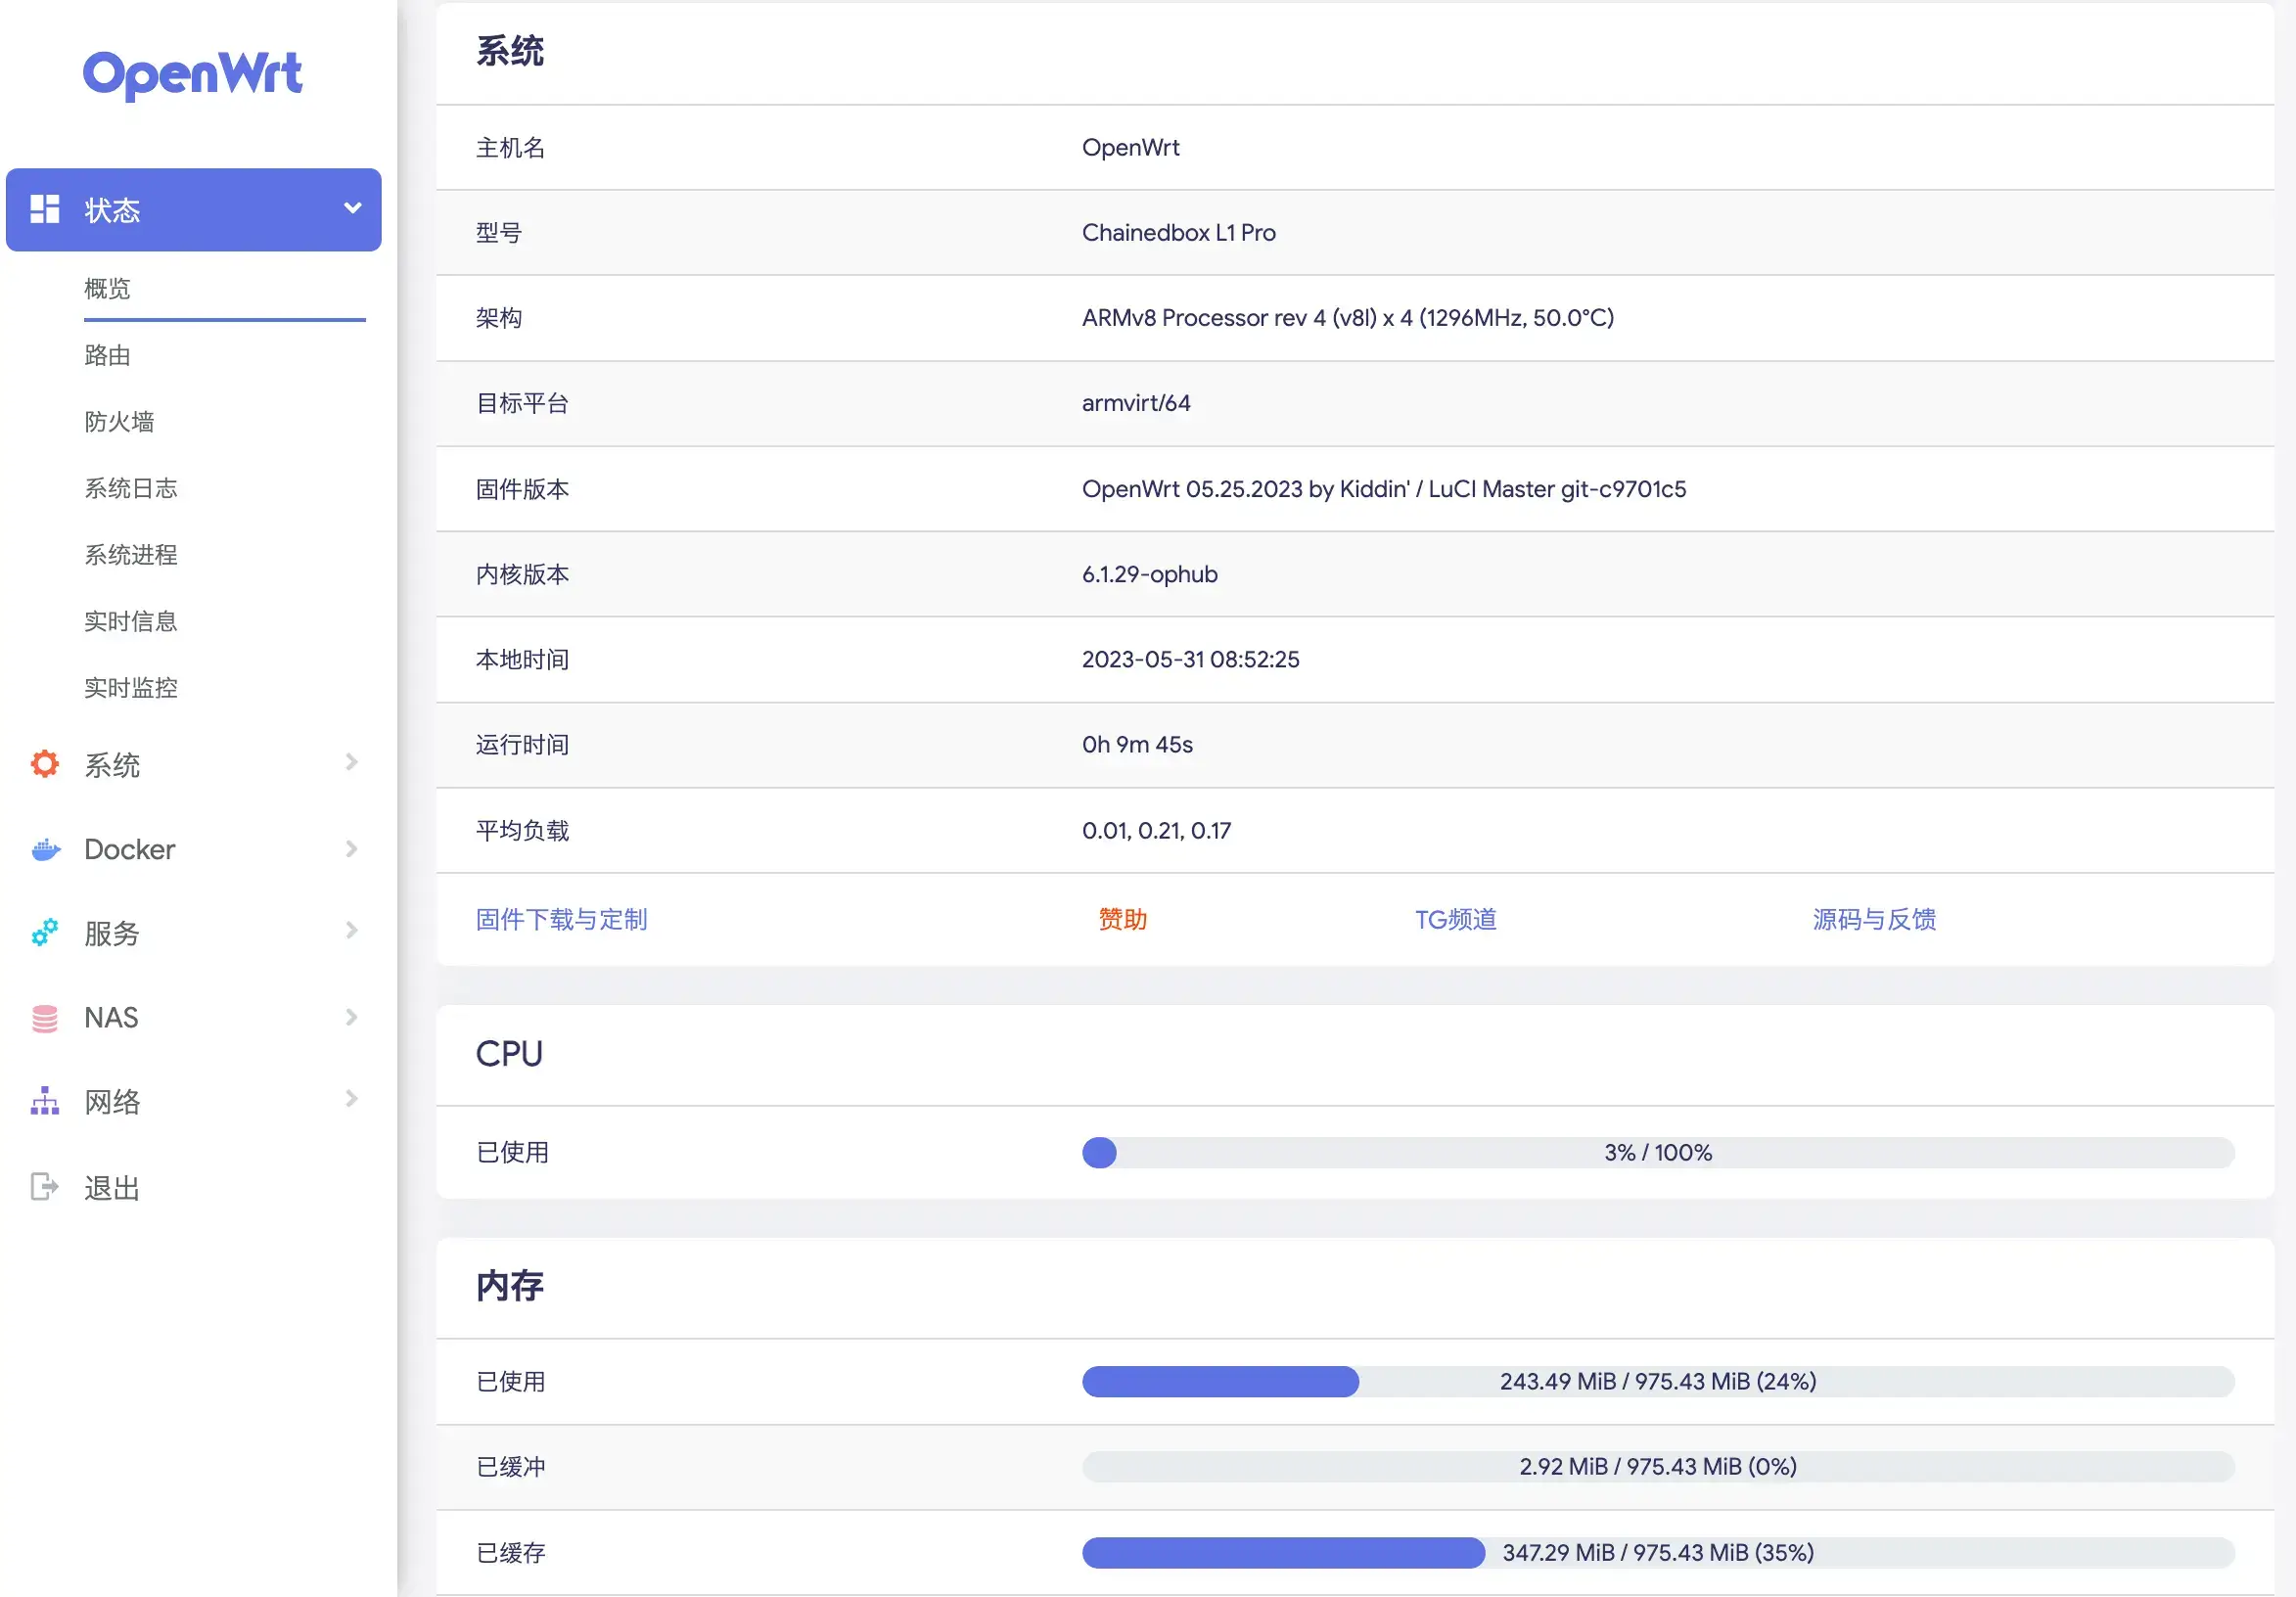 OpenWrt
状态
概览
路由
防火墙
系统日志
系统进程
实时信息
实时监控
系统
Docker
服务
NAS
网络
退出
系统
主机名 OpenWrt
型号 Chainedbox L1 Pro
架构 ARMv8 Processor rev 4 (v8l) x 4 (1296MHz, 50.0°C)
目标平台 armvirt/64
固件版本 OpenWrt 05.25.2023 by Kiddin' / LuCI Master git-c9701c5
内核版本 6.1.29-ophub
本地时间 2023-05-31 08:52:25
运行时间 0h 9m 45s
平均负载 0.01, 0.21, 0.17
固件下载与定制 赞助 TG频道 源码与反馈
CPU
已使用 3% / 100%
内存
已使用 243.49 MiB / 975.43 MiB (24%)
已缓冲 2.92 MiB / 975.43 MiB (0%)
已缓存 347.29 MiB / 975.43 MiB (35%)